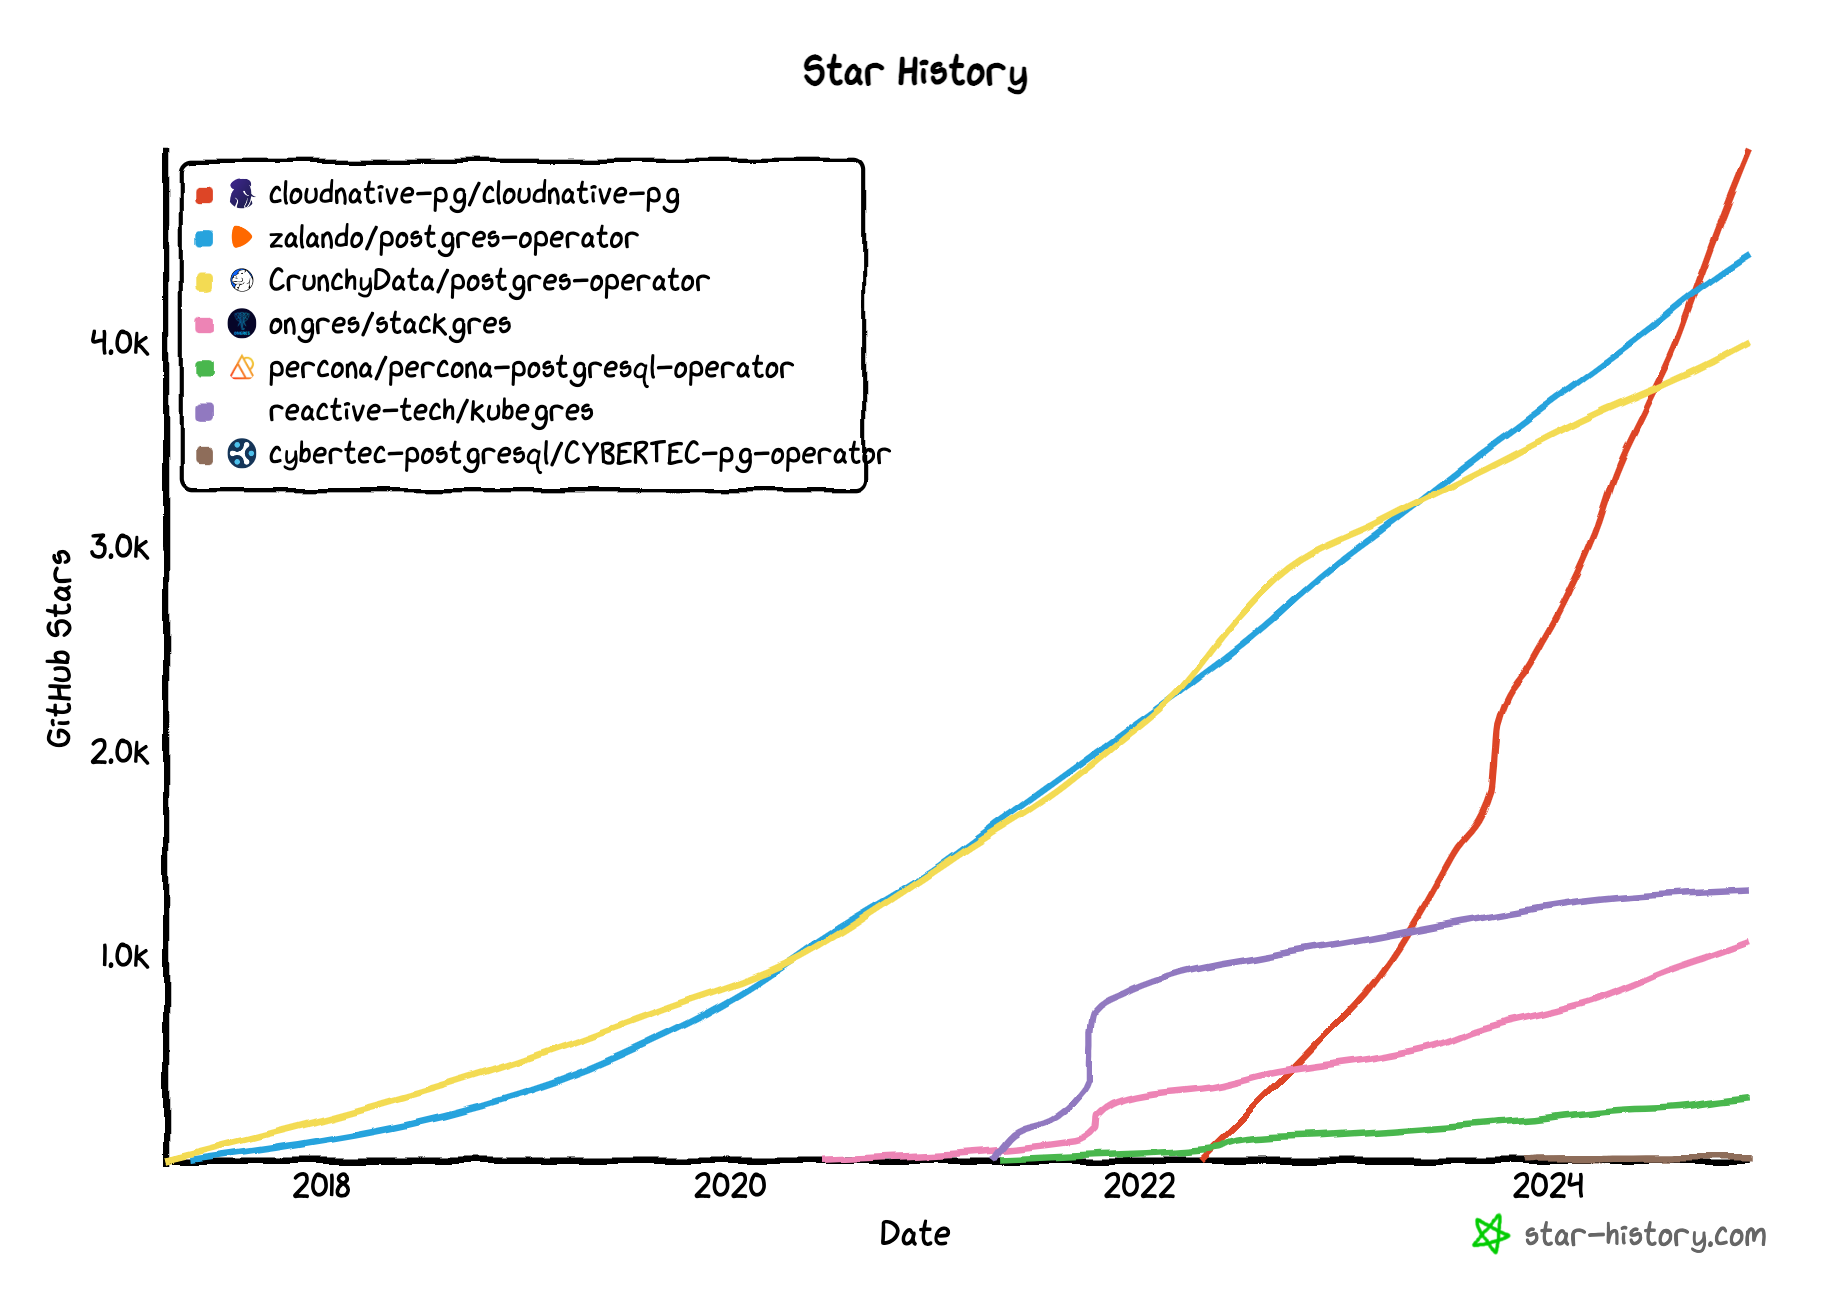 Star History
cloudnative-pg/cloudnative-pg
zalando/postgres-operator
CrunchyData/postgres-operator
ongres/stackgres
percona/percona-postgresql-operator
reactive-tech/kubegres
cybertec-postgresql/CYBERTEC-pg-operator
4.0k
3.0k
2.0k
1.0k
GitHub Stars
2018 2020 2022 2024
Date
star-history.com